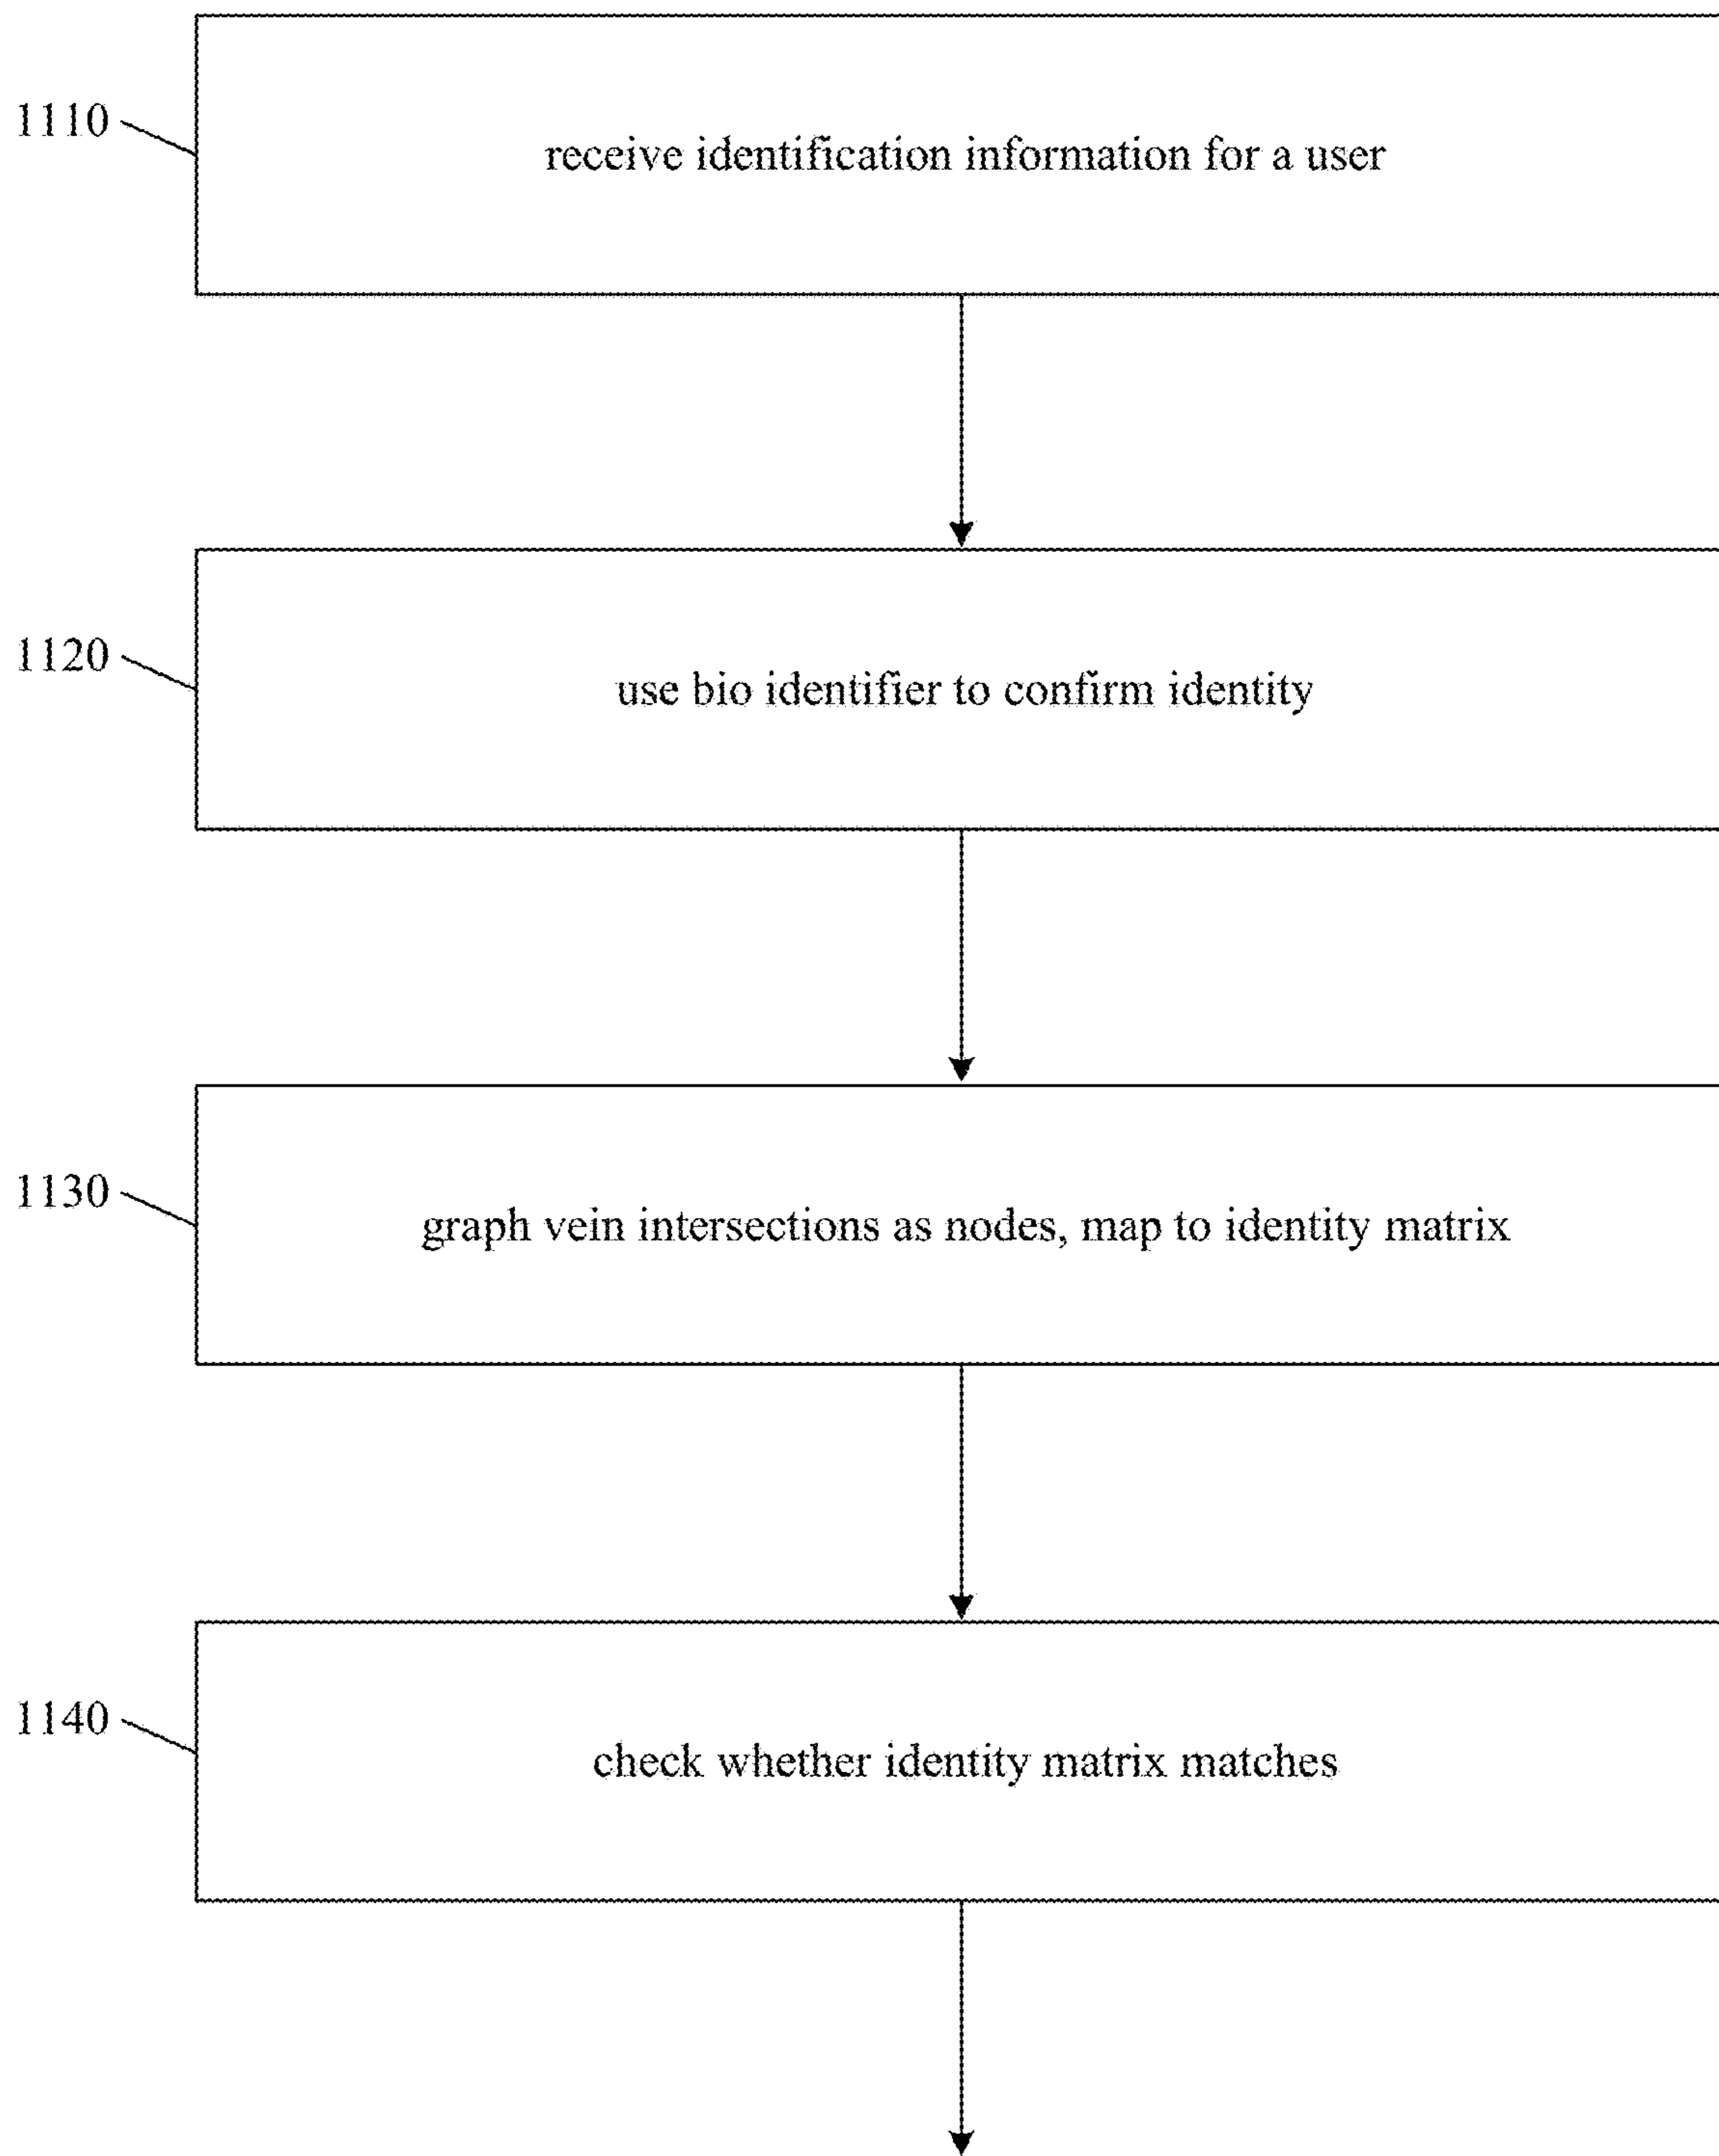 1110
receive identification information for a user
1120
use bio identifier to confirm identity
1130
graph vein intersections as nodes, map to identity matrix
1140
check whether identity matrix matches